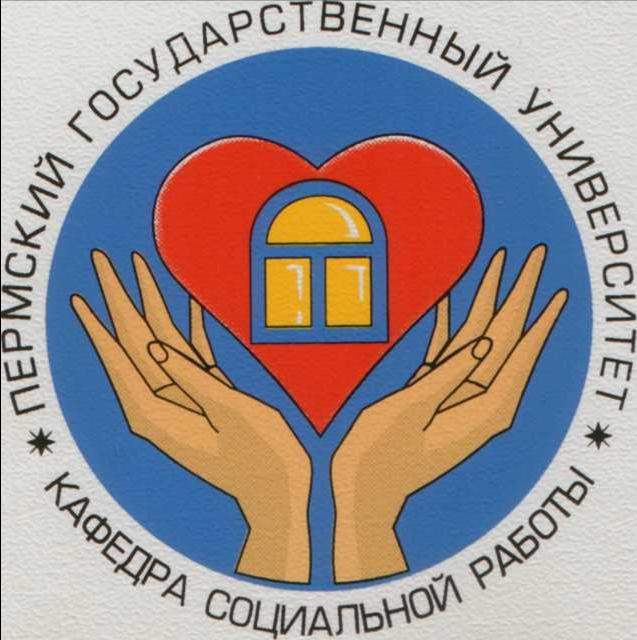 ПЕРМСКИЙ ГОСУДАРСТВЕННЫЙ УНИВЕРСИТЕТ
КАФЕДРА СОЦИАЛЬНОЙ РАБОТЫ